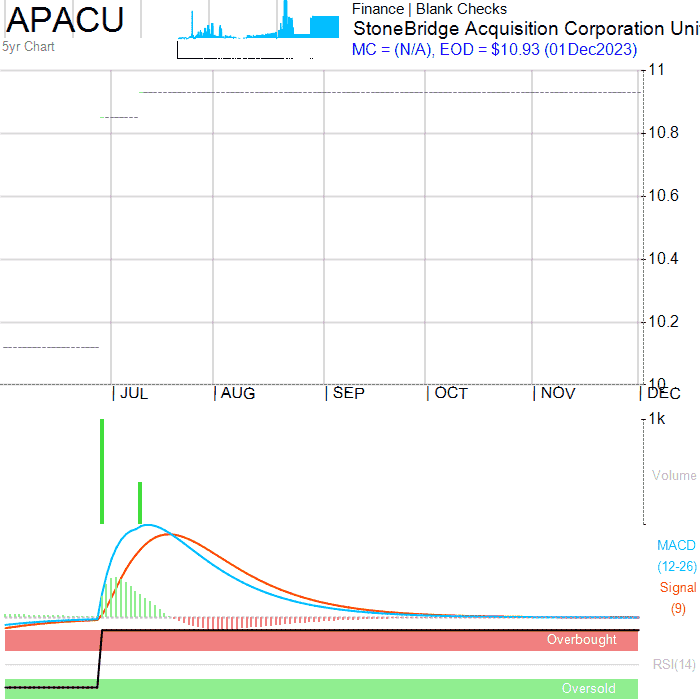 APACU
5yr Chart
Finance | Blank Checks
StoneBridge Acquisition Corporation Uni
MC = (N/A), EOD = $10.93 (01Dec2023)
11
10.8
10.6
10.4
10.2
10
JUL
AUG
SEP
OCT
NOV
DEC
1k
Volume
MACD
(12-26)
Signal
(9)
Overbought
RSI(14)
Oversold